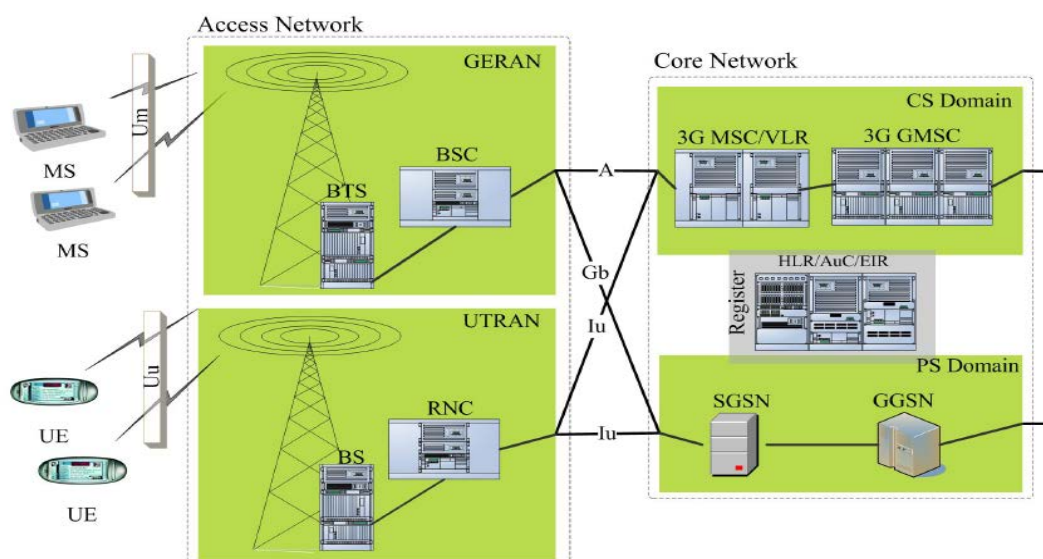 Access Network
GERAN
Um
MS
MS
BTS
BSC
UTRAN
Uu
UE
UE
BS
RNC
A
Gb
Iu
Iu
Core Network
CS Domain
3G MSC/VLR
3G GMSC
HLR/AuC/EIR
Register
PS Domain
SGSN
GGSN